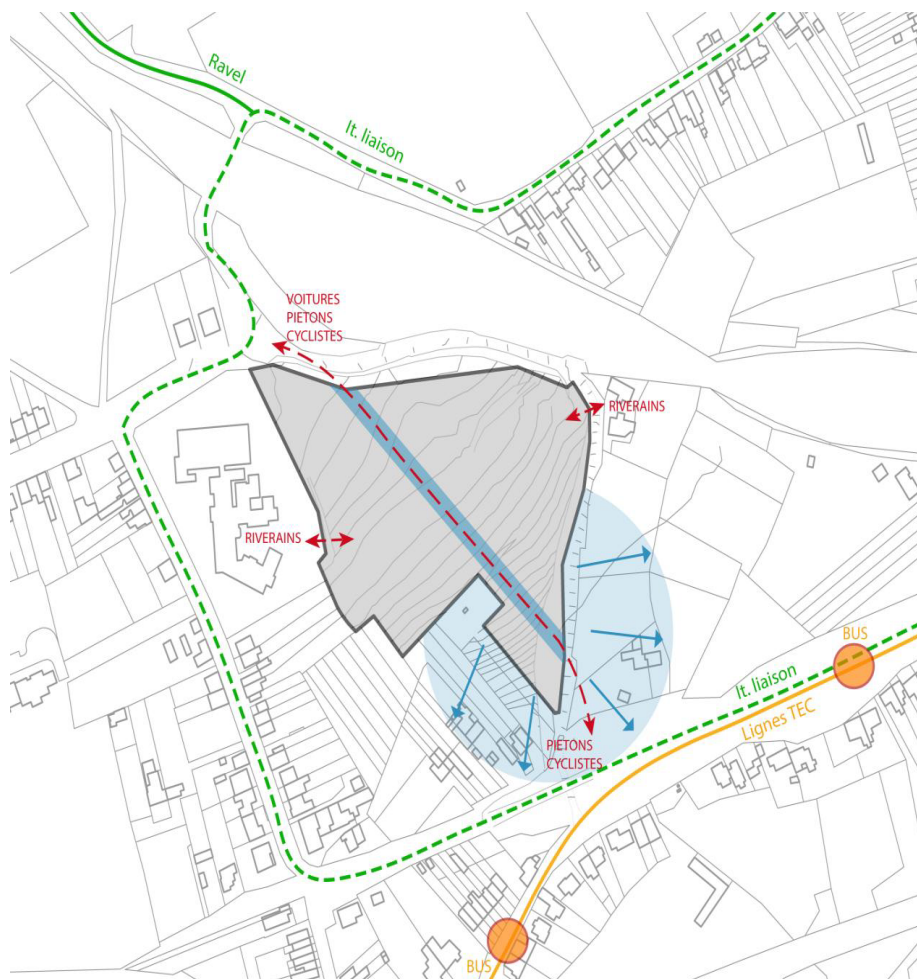 Ravel
It. liaison
VOITURES
PIETONS
CYCLISTES
RIVERAINS
RIVERAINS
BUS
It. liaison
Lignes TEC
PIETONS
CYCLISTES
BUS